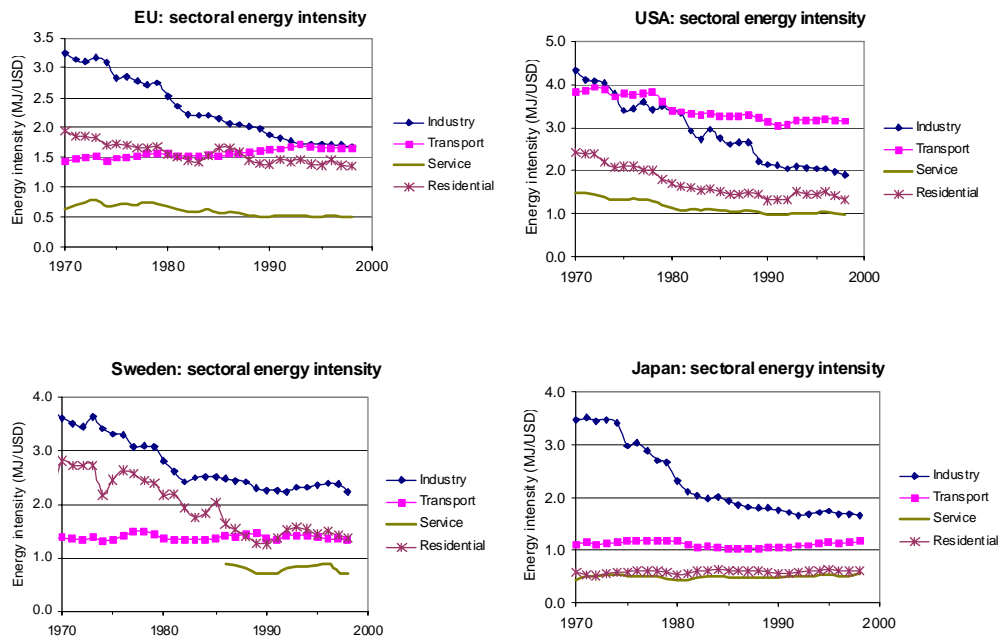 EU: sectoral energy intensity
Energy intensity (MJ/USD)
3.5
3.0
2.5
2.0
1.5
1.0
0.5
0.0
1970 1980 1990 2000
Industry
Transport
Service
Residential
USA: sectoral energy intensity
Energy intensity (MJ/USD)
5.0
4.0
3.0
2.0
1.0
0.0
1970 1980 1990 2000
Industry
Transport
Service
Residential
Sweden: sectoral energy intensity
Energy intensity (MJ/USD)
4.0
3.0
2.0
1.0
0.0
1970 1980 1990 2000
Industry
Transport
Service
Residential
Japan: sectoral energy intensity
Energy intensity (MJ/USD)
4.0
3.0
2.0
1.0
0.0
1970 1980 1990 2000
Industry
Transport
Service
Residential